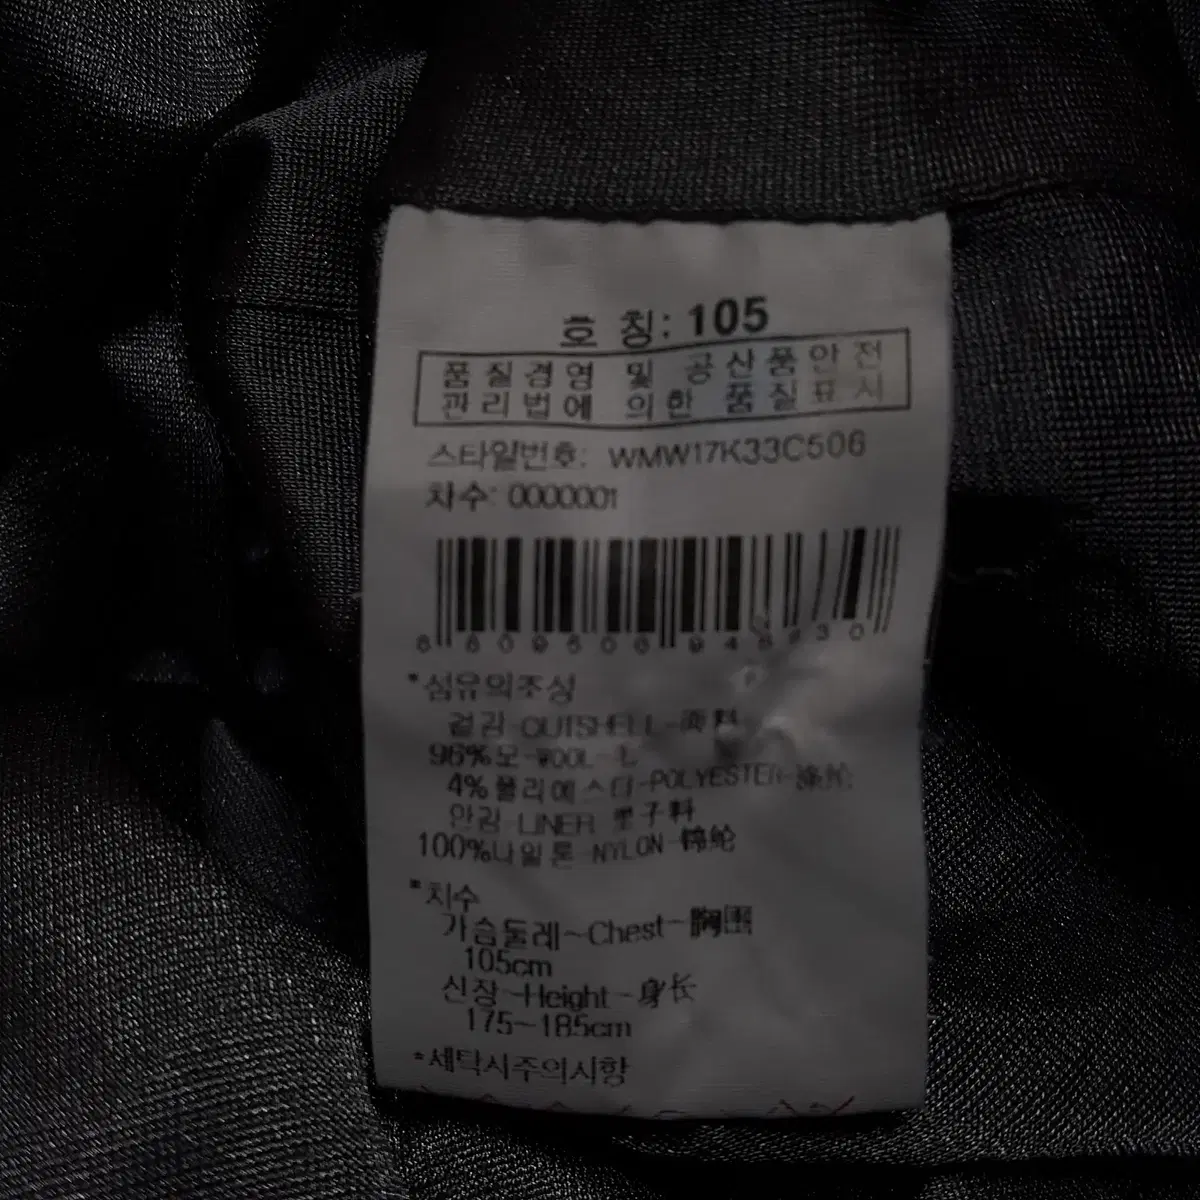 호 칭: 105
품질경영 및 공산품안전
관리법에 의한 품질표시
스타일번호: WMW17K33C506
차수: 0000001
*섬유의조성
겉감-OUTSHELL-面料
96%모-WOOL-毛
4%폴리에스터-POLYESTER-涤纶
안감-LINER 里子料
100%나일론-NYLON-锦纶
*치수
가슴둘레~Chest-胸围
105cm
신장-Height-身长
175~185cm
*세탁시주의사항